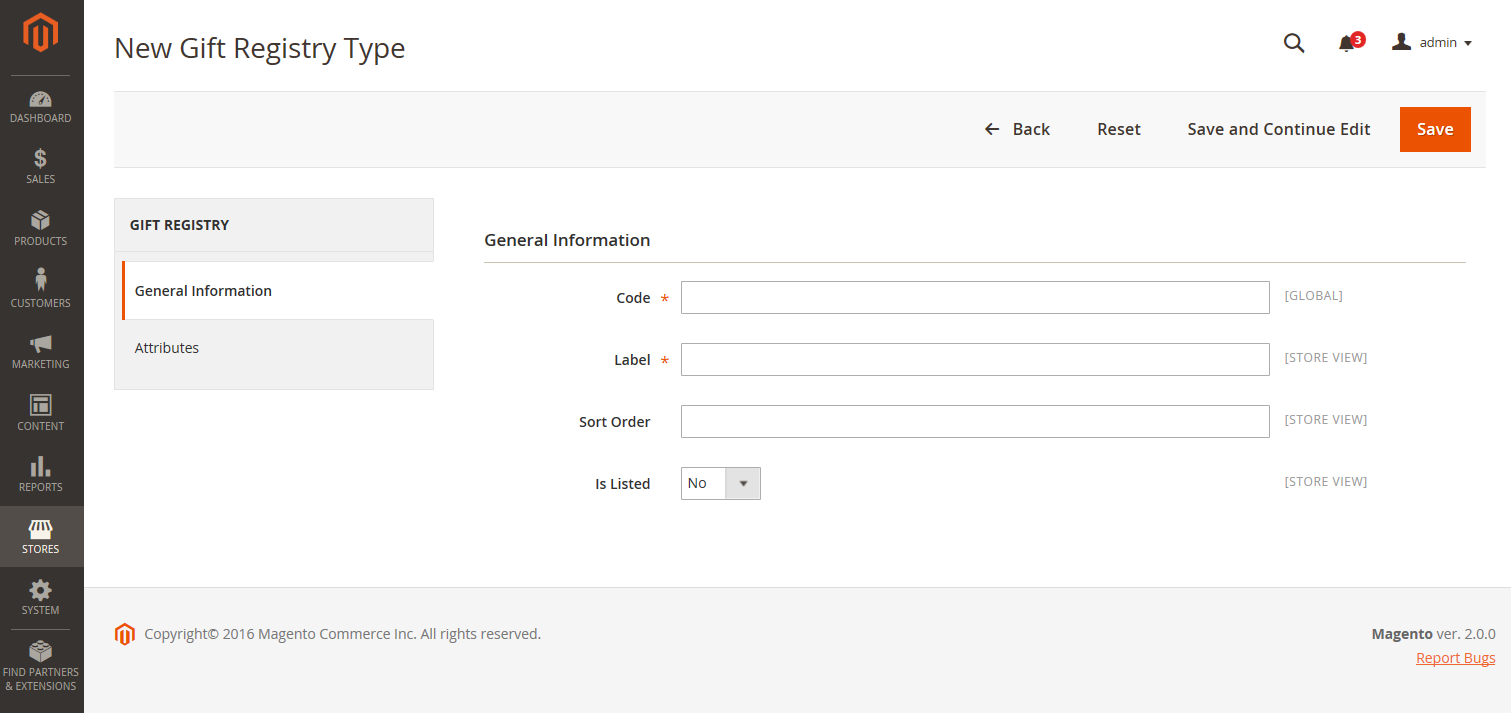 New Gift Registry Type
3
admin
DASHBOARD
SALES
PRODUCTS
CUSTOMERS
MARKETING
CONTENT
REPORTS
STORES
SYSTEM
FIND PARTNERS
& EXTENSIONS
Back
Reset
Save and Continue Edit
Save
GIFT REGISTRY
General Information
Attributes
General Information
Code *
[GLOBAL]
Label *
[STORE VIEW]
Sort Order
[STORE VIEW]
Is Listed
No
[STORE VIEW]
Copyright© 2016 Magento Commerce Inc. All rights reserved.
Magento ver. 2.0.0
Report Bugs